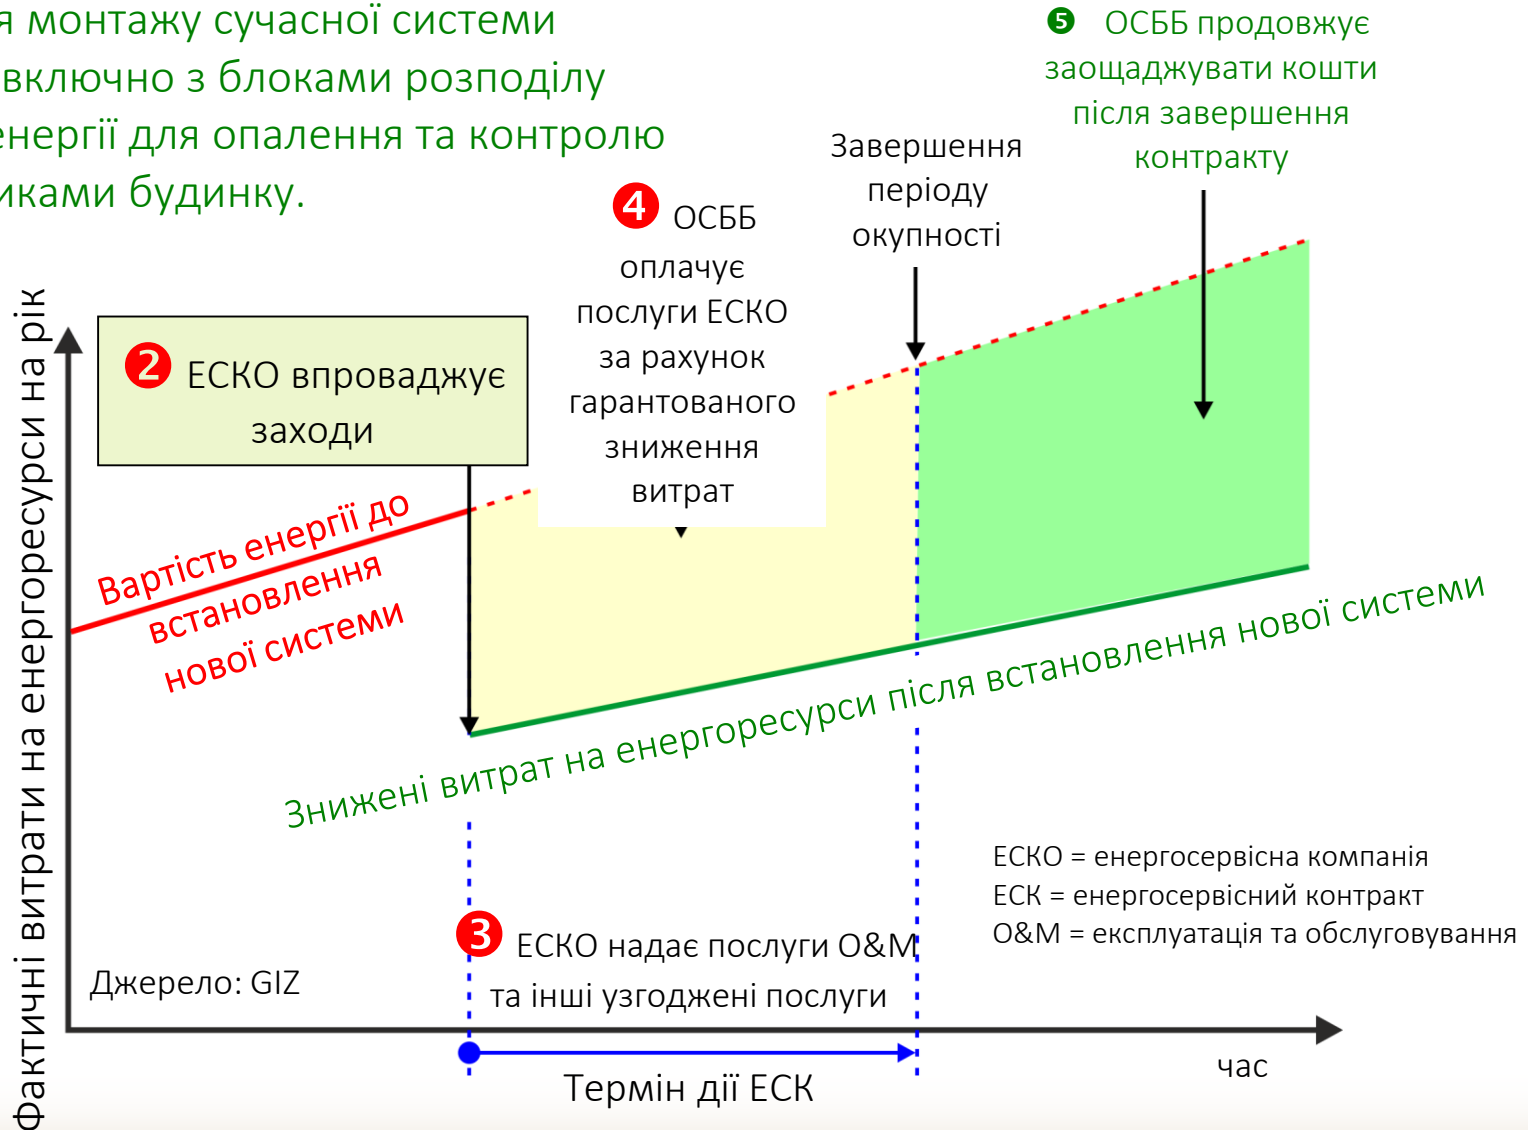 я монтажу сучасної системи
включно з блоками розподілу
енергії для опалення та контролю
иками будинку.
❺ ОСББ продовжує
заощаджувати кошти
після завершення
контракту
Завершення
періоду
окупності
❹ ОСББ
оплачує
послуги ЕСКО
за рахунок
гарантованого
зниження
витрат
❷ ЕСКО впроваджує
заходи
Фактичні витрати на енергоресурси на рік
Вартість енергії до
встановлення
нової системи
Знижені витрат на енергоресурси після встановлення нової системи
ЕСКО = енергосервісна компанія
ЕСК = енергосервісний контракт
О&М = експлуатація та обслуговування
❸ ЕСКО надає послуги О&М
та інші узгоджені послуги
Джерело: GIZ
час
Термін дії ЕСК